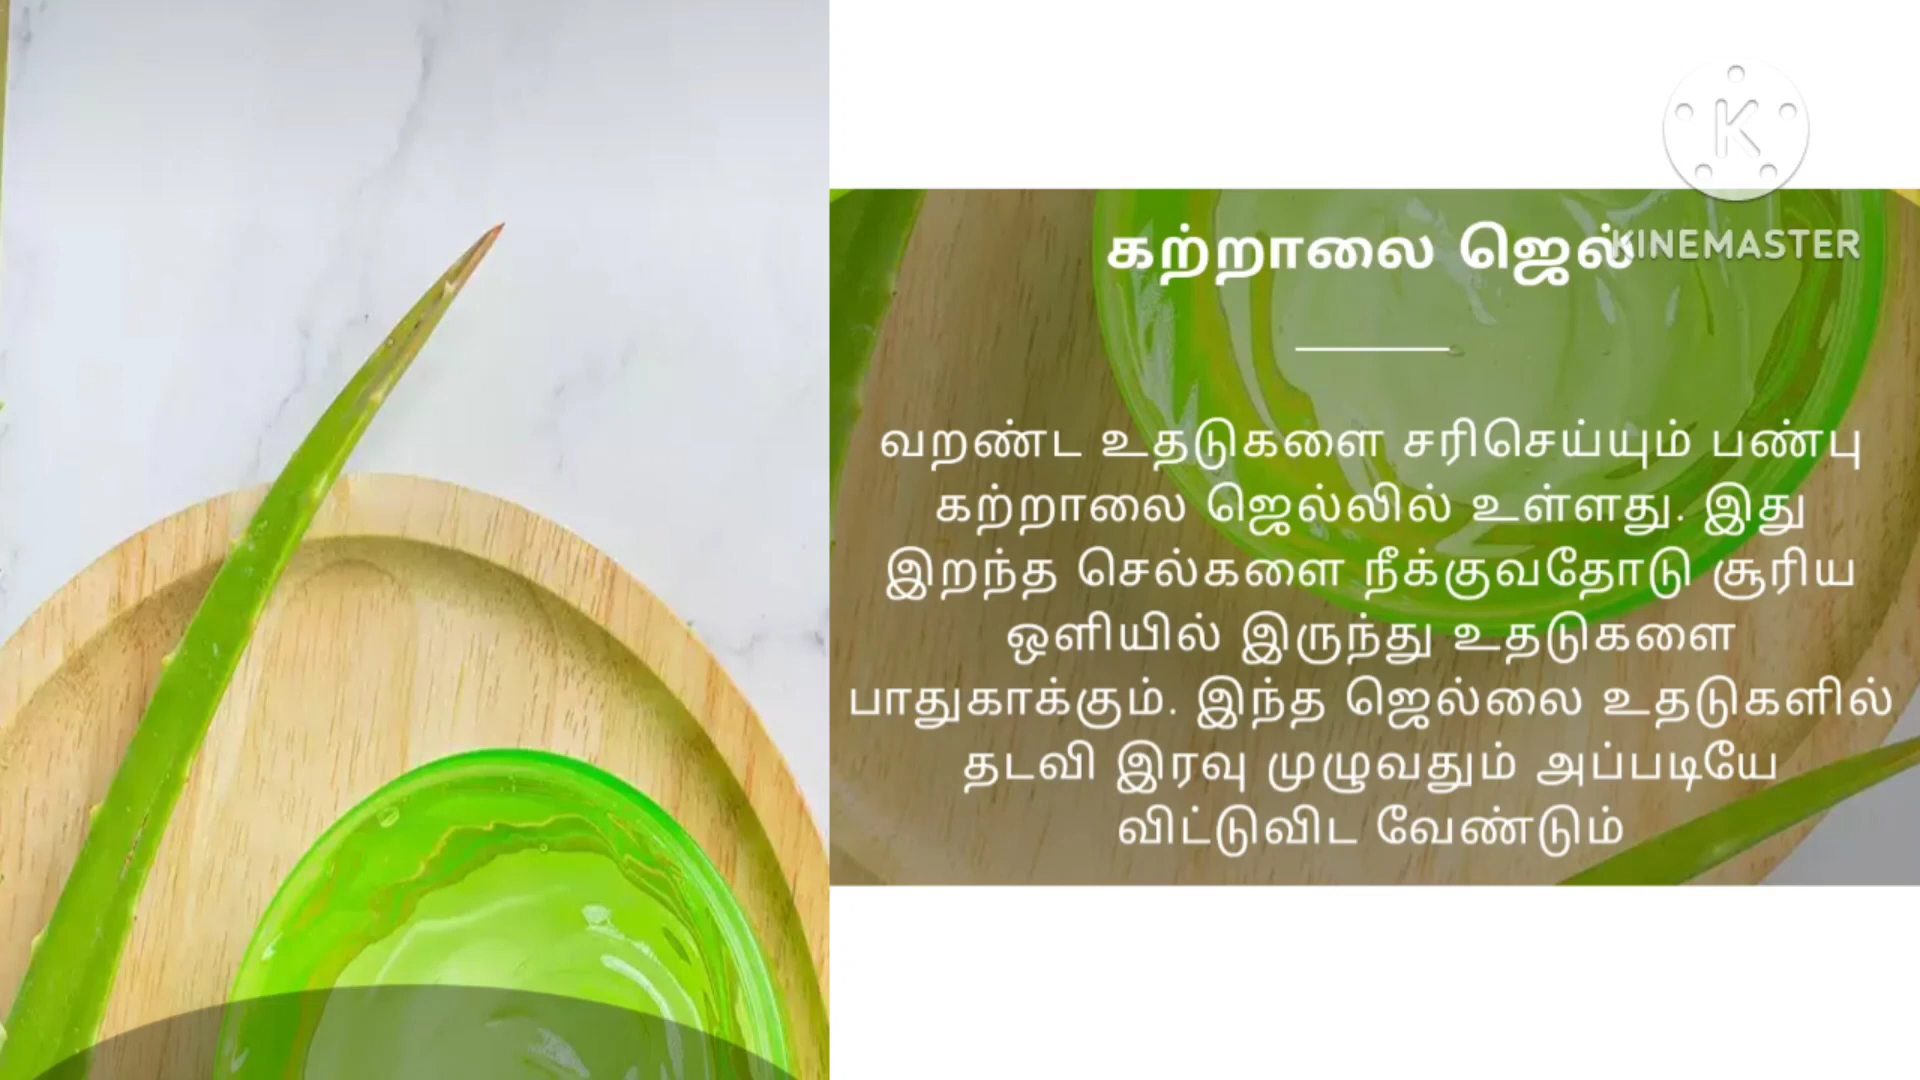 கற்றாலை ஜெல்
KINEMASTER
வறண்ட உதடுகளை சரிசெய்யும் பண்பு
கற்றாலை ஜெல்லில் உள்ளது. இது
இறந்த செல்களை நீக்குவதோடு சூரிய
ஒளியில் இருந்து உதடுகளை
பாதுகாக்கும். இந்த ஜெல்லை உதடுகளில்
தடவி இரவு முழுவதும் அப்படியே
விட்டுவிட வேண்டும்